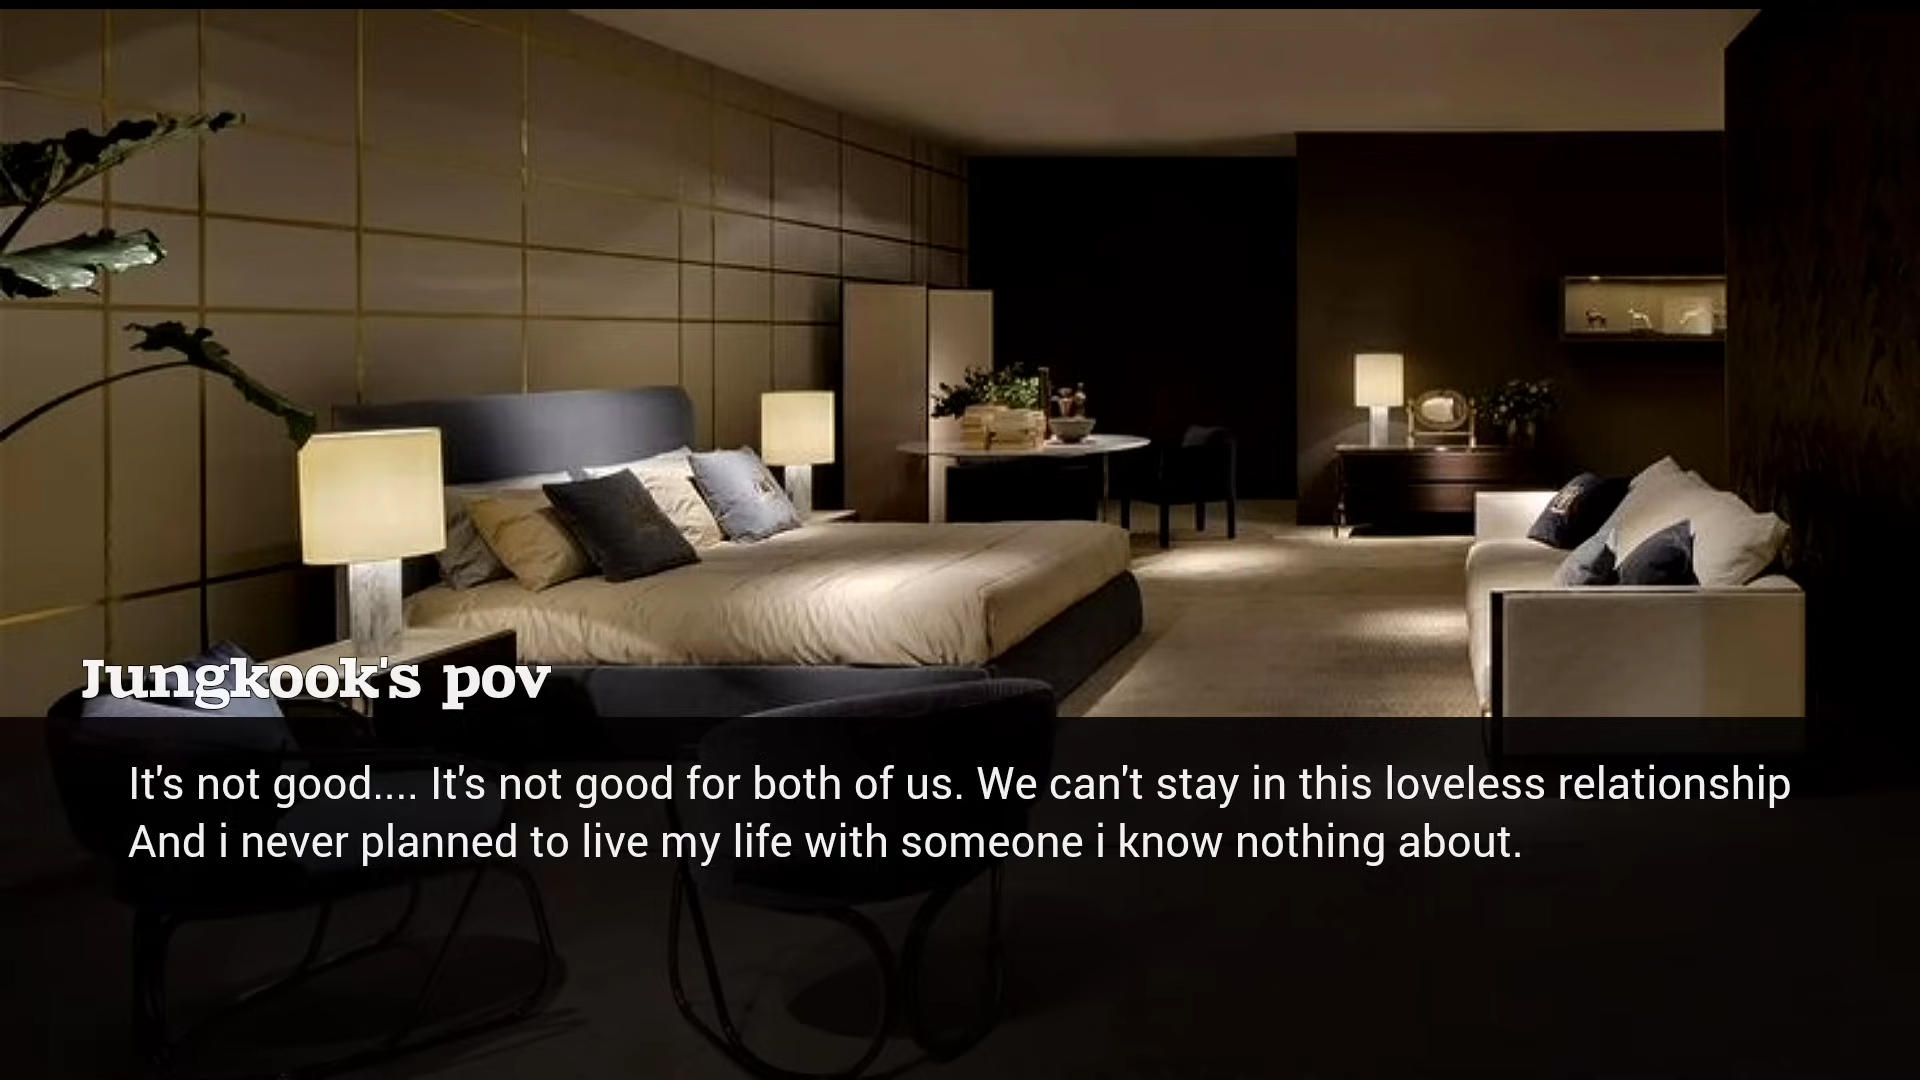 Jungkook's pov
It's not good.... It's not good for both of us. We can't stay in this loveless relationship
And i never planned to live my life with someone i know nothing about.